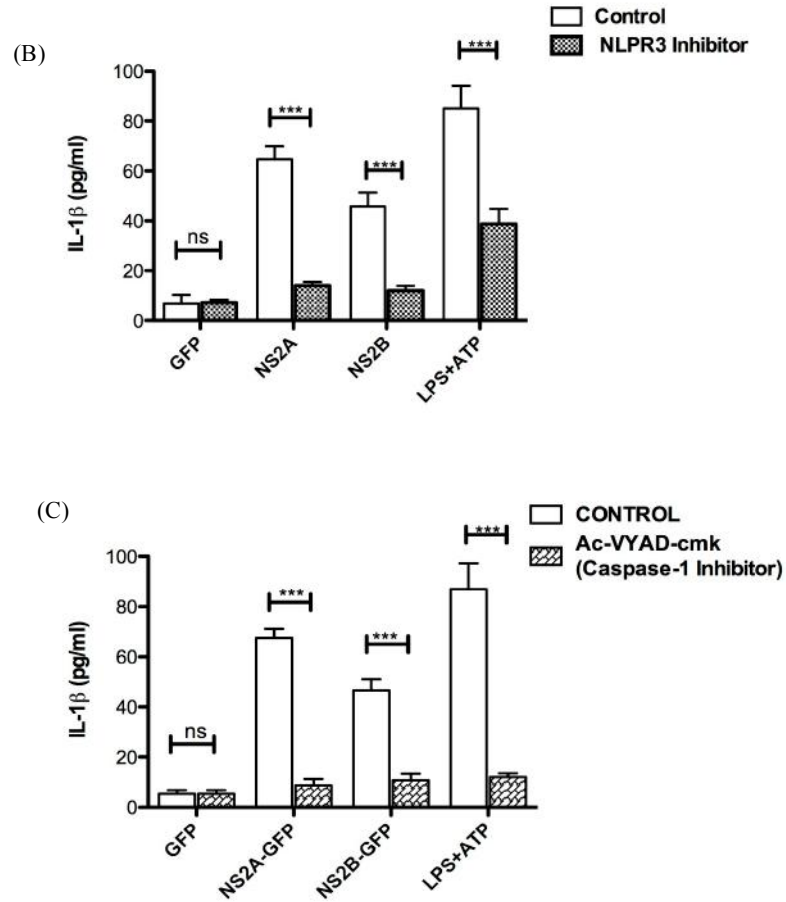 (B)
Control
NLPR3 Inhibitor
IL-1β (pg/ml)
100
80
60
40
20
0
ns
***
***
***
GFP
NS2A
NS2B
LPS+ATP
(C)
CONTROL
Ac-VYAD-cmk
(Caspase-1 Inhibitor)
IL-1β (pg/ml)
100
80
60
40
20
0
ns
***
***
***
GFP
NS2A-GFP
NS2B-GFP
LPS+ATP